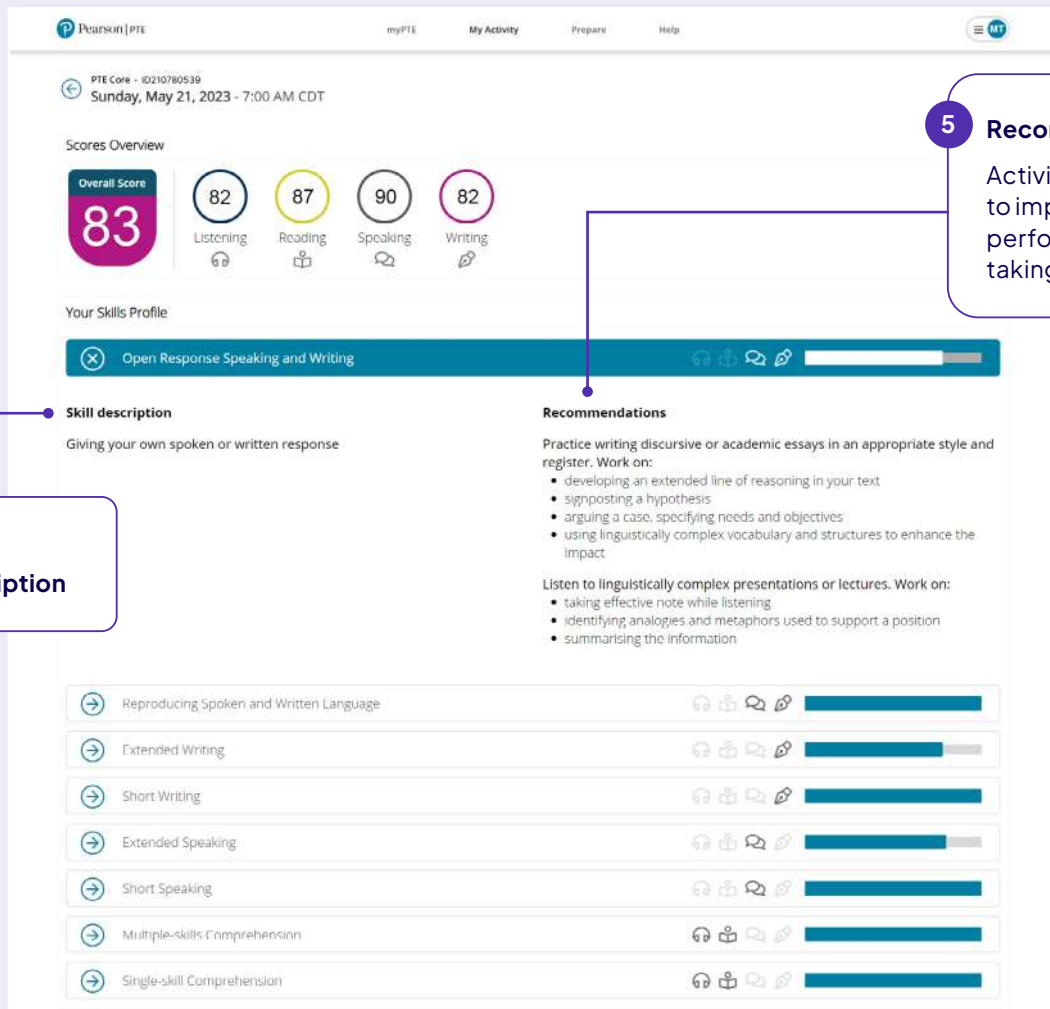 Pearson | PTE
myPTE
My Activity
Prepare
Help
MT
PTE Core - ID210780539
Sunday, May 21, 2023 - 7:00 AM CDT
Scores Overview
Overall Score
83
82
Listening
87
Reading
90
Speaking
82
Writing
5
Your Skills Profile
Open Response Speaking and Writing
Skill description
Giving your own spoken or written response
Recommendations
Practice writing discursive or academic essays in an appropriate style and
register. Work on:
• developing an extended line of reasoning in your text
• signposting a hypothesis
• arguing a case, specifying needs and objectives
• using linguistically complex vocabulary and structures to enhance the
impact
Listen to linguistically complex presentations or lectures. Work on:
• taking effective note while listening
• identifying analogies and metaphors used to support a position
• summarising the information
Reproducing Spoken and Written Language
Extended Writing
Short Writing
Extended Speaking
Short Speaking
Multiple-skills Comprehension
Single-skill Comprehension